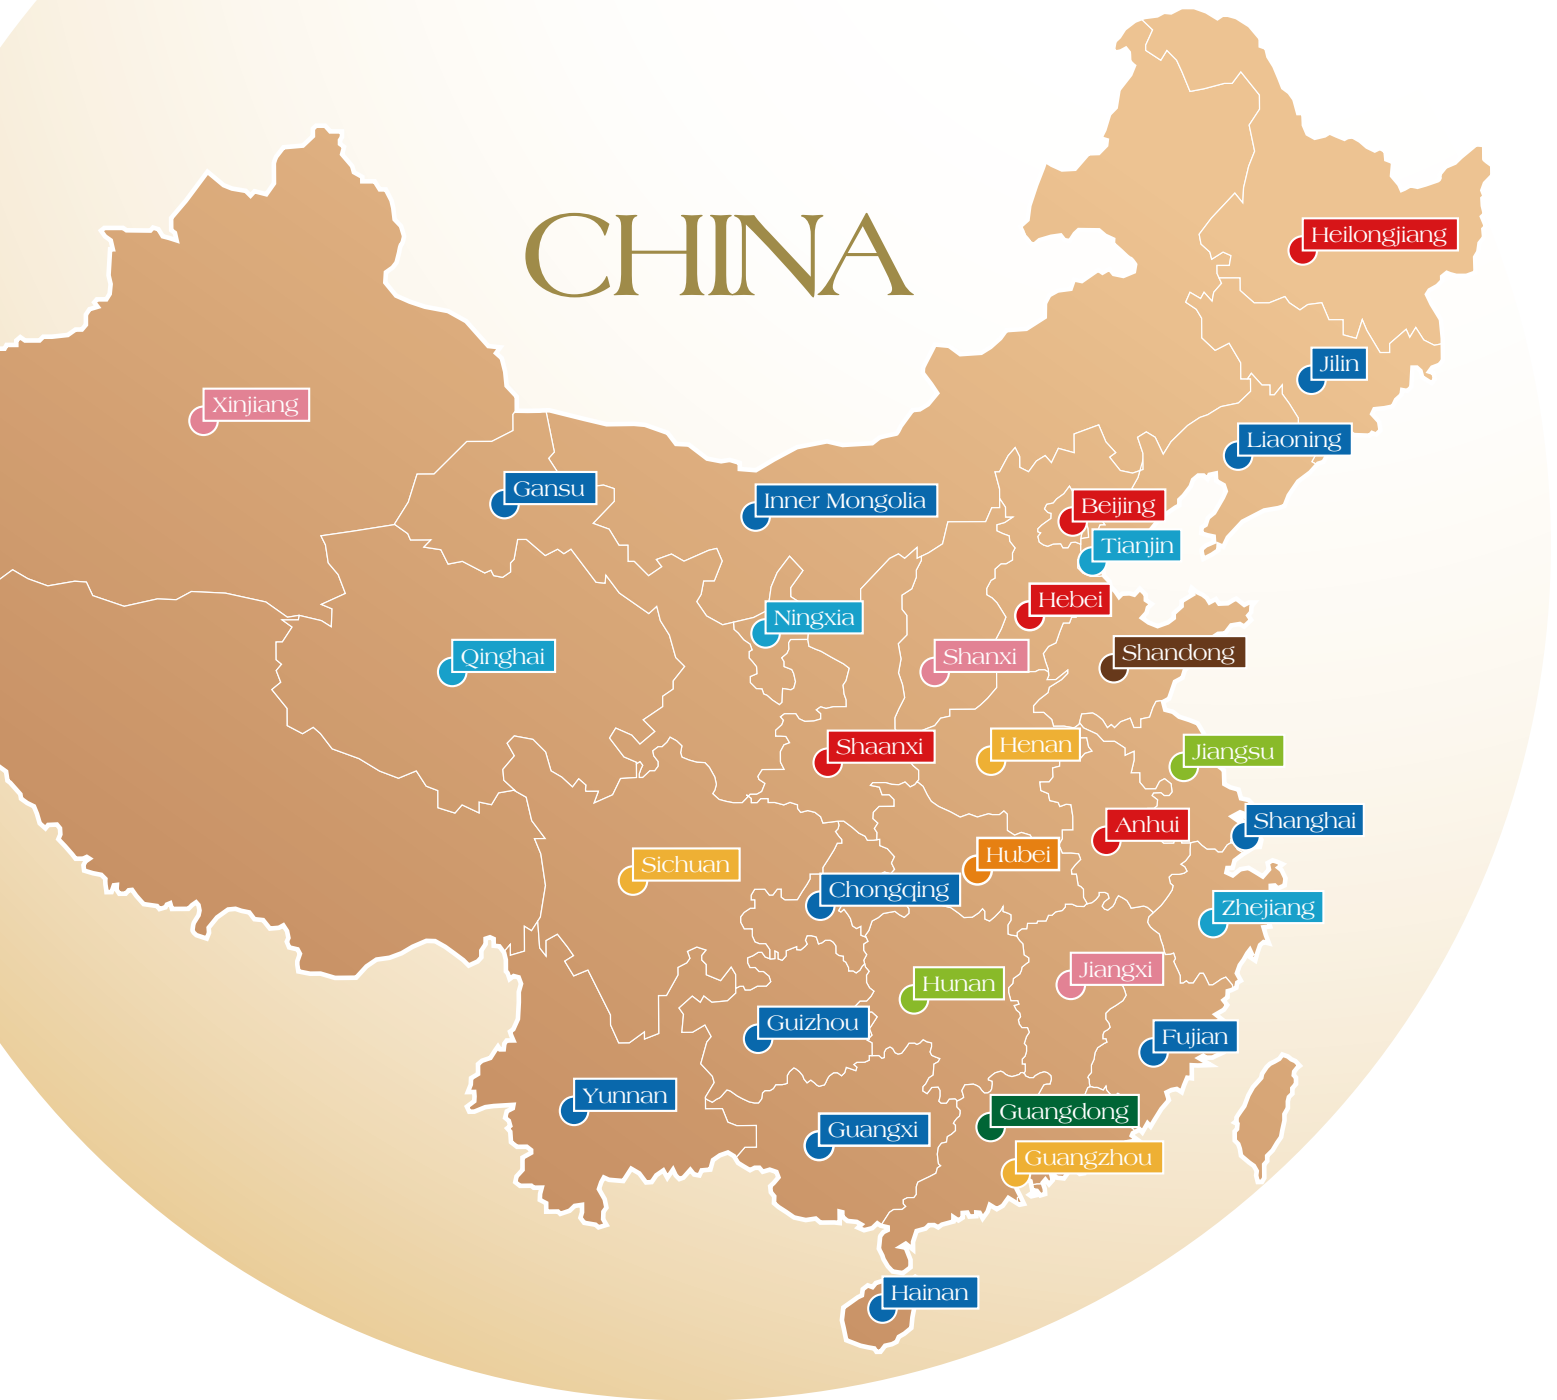 CHINA
Heilongjiang
Jilin
Xinjiang
Liaoning
Gansu
Inner Mongolia
Beijing
Tianjin
Hebei
Ningxia
Shandong
Qinghai
Shanxi
Shaanxi
Henan
Jiangsu
Shanghai
Anhui
Hubei
Sichuan
Chongqing
Zhejiang
Jiangxi
Hunan
Guizhou
Fujian
Yunnan
Guangdong
Guangxi
Guangzhou
Hainan